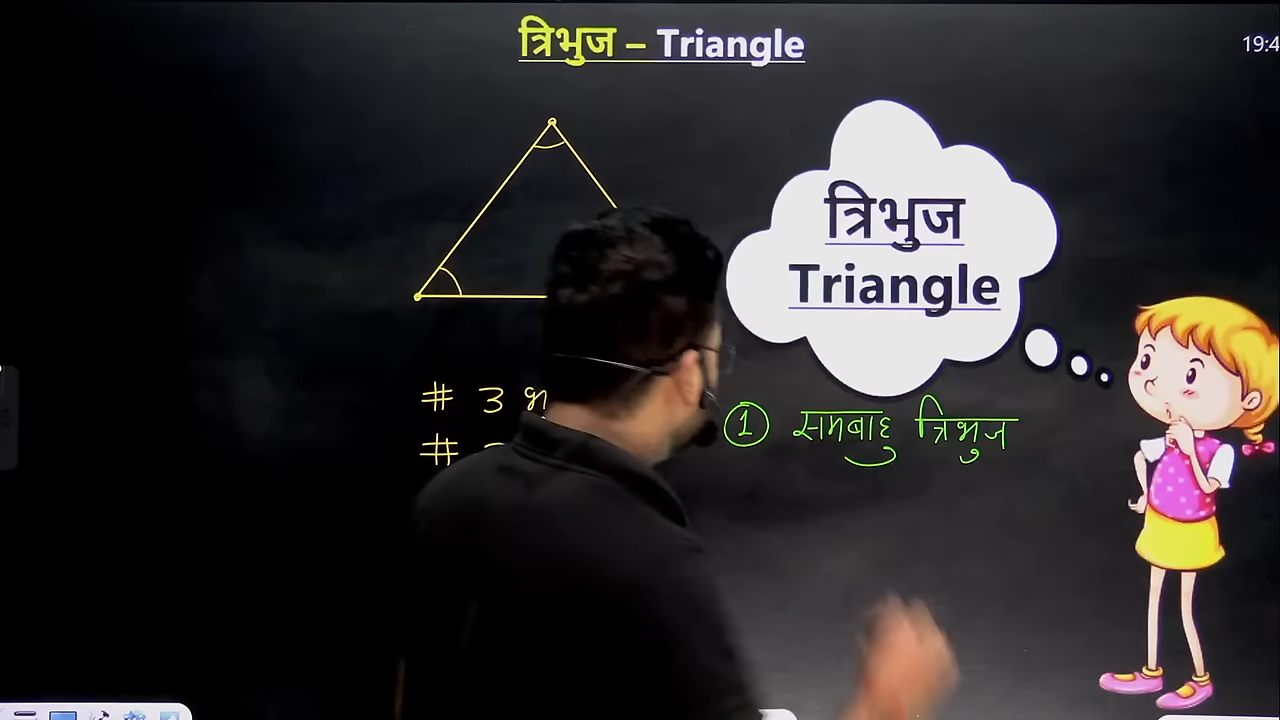 त्रिभुज – Triangle
19:4
त्रिभुज
Triangle
# 3
#
① समबाहु त्रिभुज